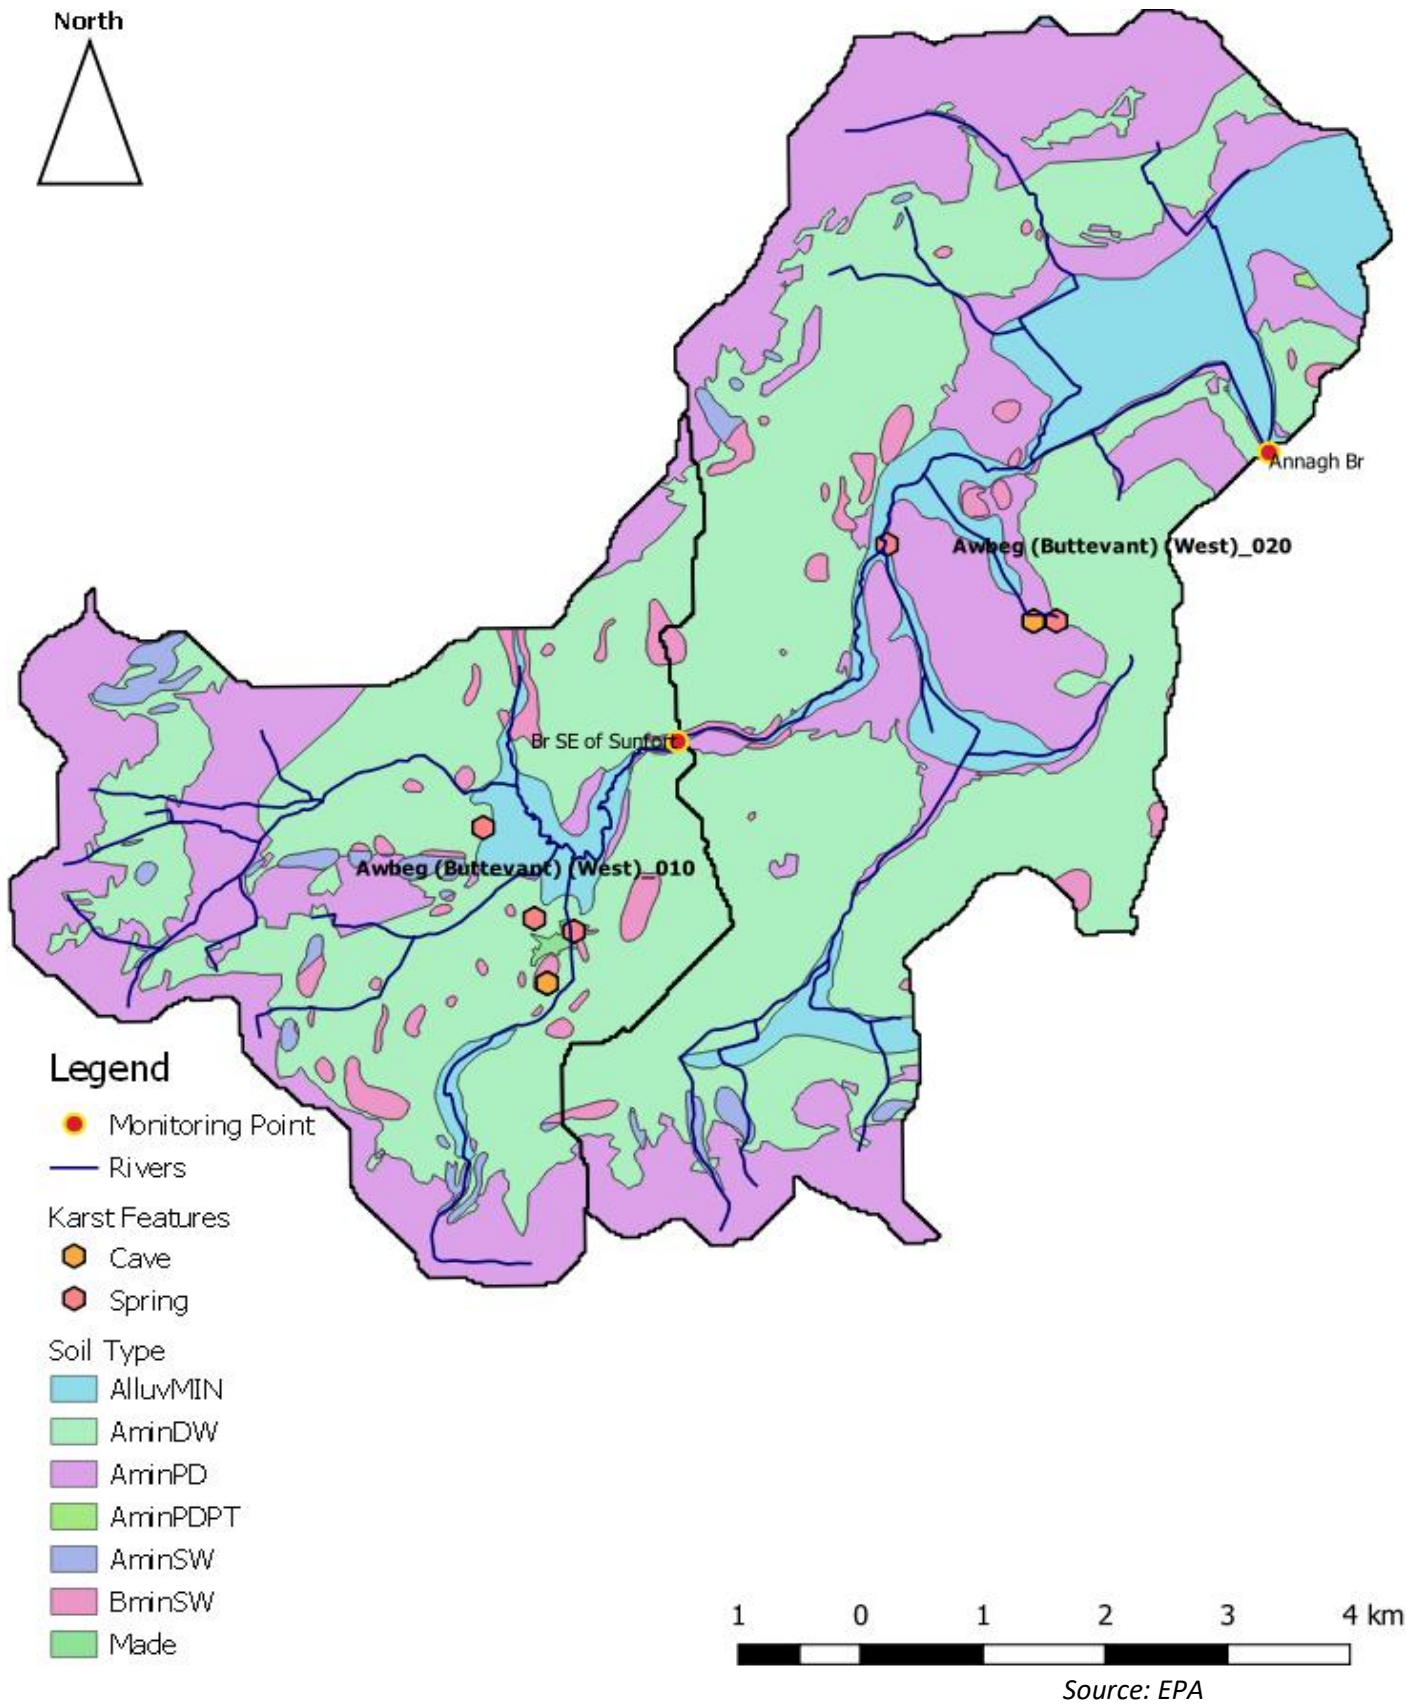 North
Annagh Br
Awbeg (Buttevant) (West)_020
Br SE of Sunfort
Awbeg (Buttevant) (West)_010
Legend
Monitoring Point
Rivers
Karst Features
Cave
Spring
Soil Type
AlluvMIN
AminDW
AminPD
AminPDPT
AminSW
BminSW
Made
1 0 1 2 3 4 km
Source: EPA